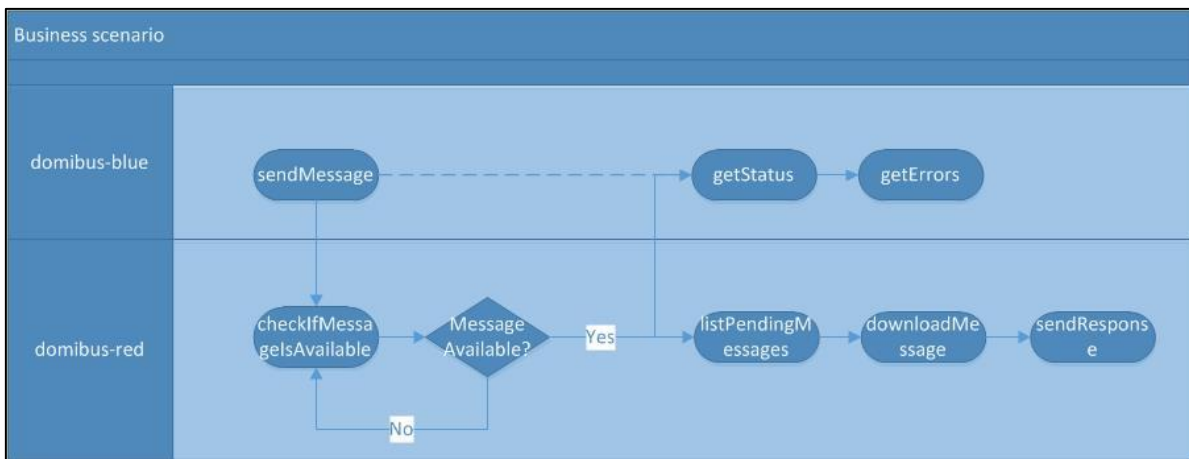 Business scenario
domibus-blue
sendMessage
getStatus
getErrors
domibus-red
checkIfMessa
geIsAvailable
Message
Available?
Yes
listPendingM
essages
downloadMe
ssage
sendRespons
e
No